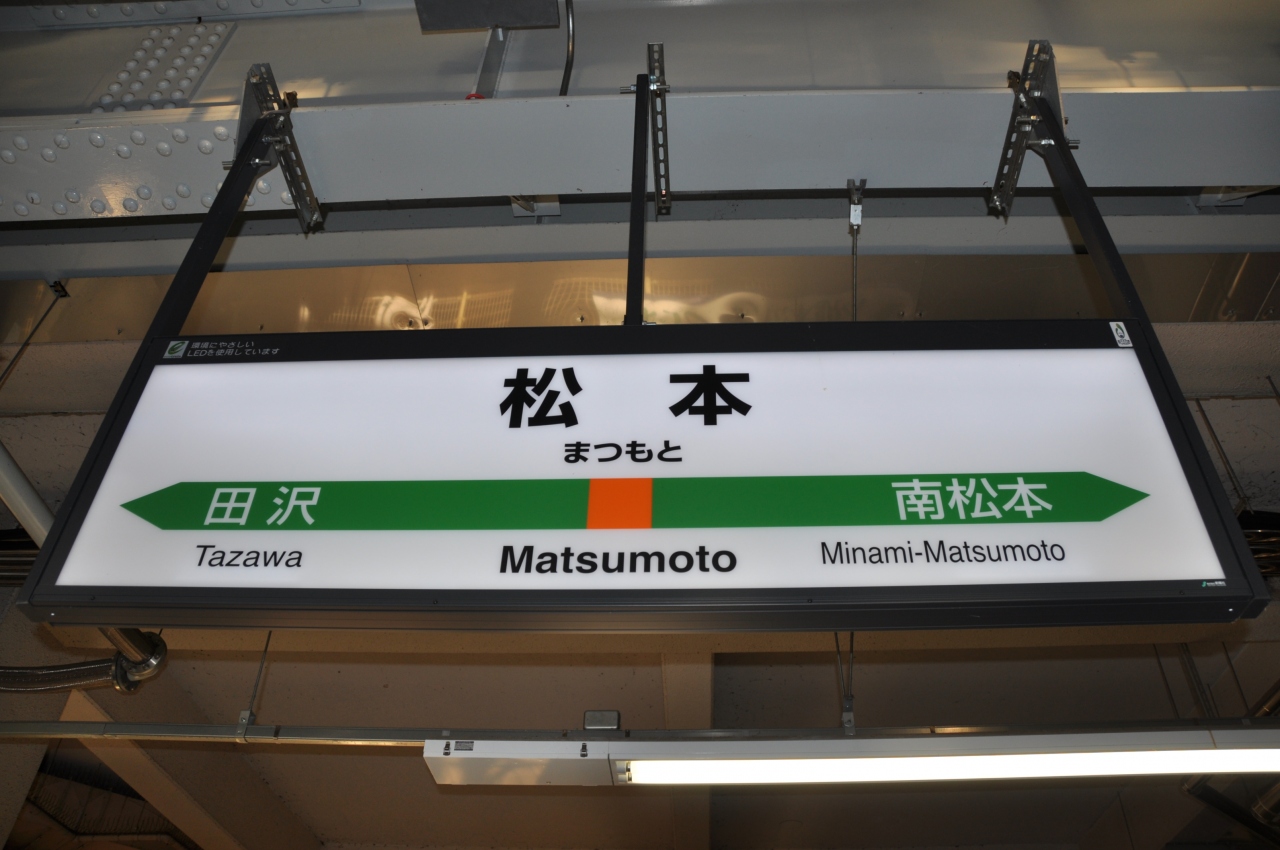 環境にやさしい
LEDを使用しています
松本
まつもと
田沢 南松本
Tazawa Matsumoto Minami-Matsumoto